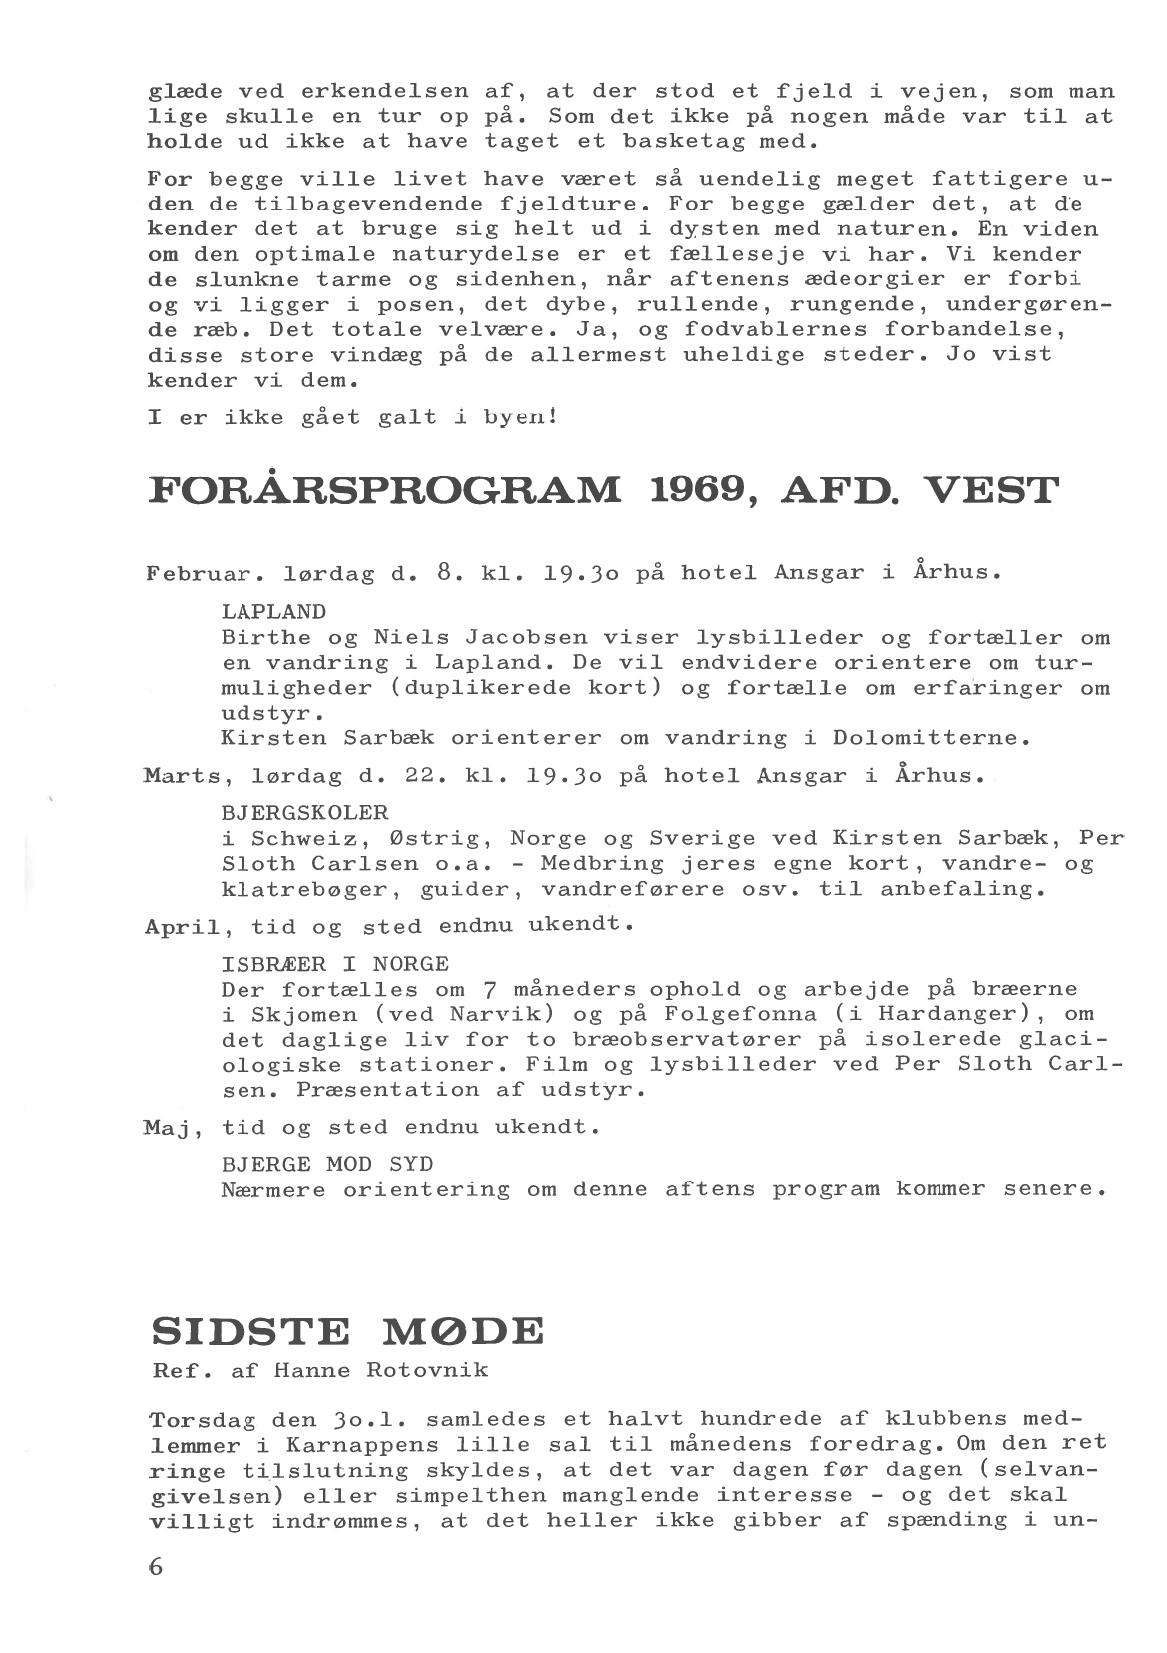 glæde ved erkendelsen af, at der stod et fjeld i vejen, som man
lige skulle en tur op på. Som det ikke på nogen måde var til at
holde ud ikke at have taget et basketag med.
For begge ville livet have været så uendelig meget fattigere u-
den de tilbagevendende fjeldture. For begge gælder det, at de
kender det at bruge sig helt ud i dysten med naturen. En viden
om den optimale naturydelse er et fælleseje vi har. Vi kender
de slunkne tarme og sidenhen, når aftenens ædeorgier er forbi
og vi ligger i posen, det dybe, rullende, rungende, undergøren-
de ræb. Det totale velvære. Ja, og fodvablernes forbandelse,
disse store vindæg på de allermest uheldige steder. Jo vist
kender vi dem.
I er ikke gået galt i byen!
FORÅRSPROGRAM 1969, AFD. VEST
Februar. lørdag d. 8. kl. 19.3o på hotel Ansgar i Århus.
LAPLAND
Birthe og Niels Jacobsen viser lysbilleder og fortæller om
en vandring i Lapland. De vil endvidere orientere om tur-
muligheder (duplikerede kort) og fortælle om erfaringer om
udstyr.
Kirsten Sarbæk orienterer om vandring i Dolomitterne.
Marts, lørdag d. 22. kl. 19.3o på hotel Ansgar i Århus.
BJERGSKOLER
i Schweiz, Østrig, Norge og Sverige ved Kirsten Sarbæk, Per
Sloth Carlsen o.a. - Medbring jeres egne kort, vandre- og
klatrebøger, guider, vandreførere osv. til anbefaling.
April, tid og sted endnu ukendt.
ISBRÆER I NORGE
Der fortælles om 7 måneders ophold og arbejde på bræerne
i Skjomen (ved Narvik) og på Folgefonna (i Hardanger), om
det daglige liv for to bræobservatører på isolerede glaci-
ologiske stationer. Film og lysbilleder ved Per Sloth Carl-
sen. Præsentation af udstyr.
Maj, tid og sted endnu ukendt.
BJERGE MOD SYD
Nærmere orientering om denne aftens program kommer senere.
SIDSTE MØDE
Ref. af Hanne Rotovnik
Torsdag den 3o.1. samledes et halvt hundrede af klubbens med-
lemmer i Karnappens lille sal til månedens foredrag. Om den ret
ringe tilslutning skyldes, at det var dagen før dagen (selvan-
givelsen) eller simpelthen manglende interesse - og det skal
villigt indrømmes, at det heller ikke gibber af spænding i un-
6